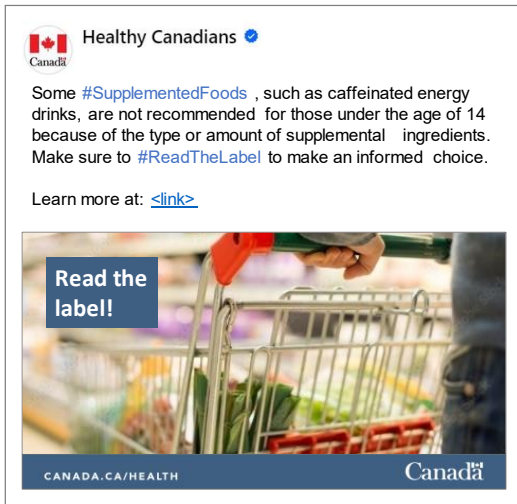 Healthy Canadians
Canada
Some #SupplementedFoods , such as caffeinated energy
drinks, are not recommended for those under the age of 14
because of the type or amount of supplemental ingredients.
Make sure to #ReadTheLabel to make an informed choice.
Learn more at: <link>
Read the
label!
CANADA.CA/HEALTH
Canada